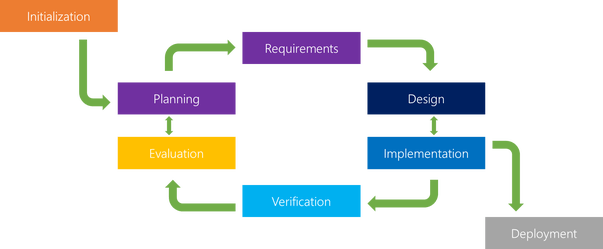 Initialization
Requirements
Planning
Design
Evaluation
Implementation
Verification
Deployment